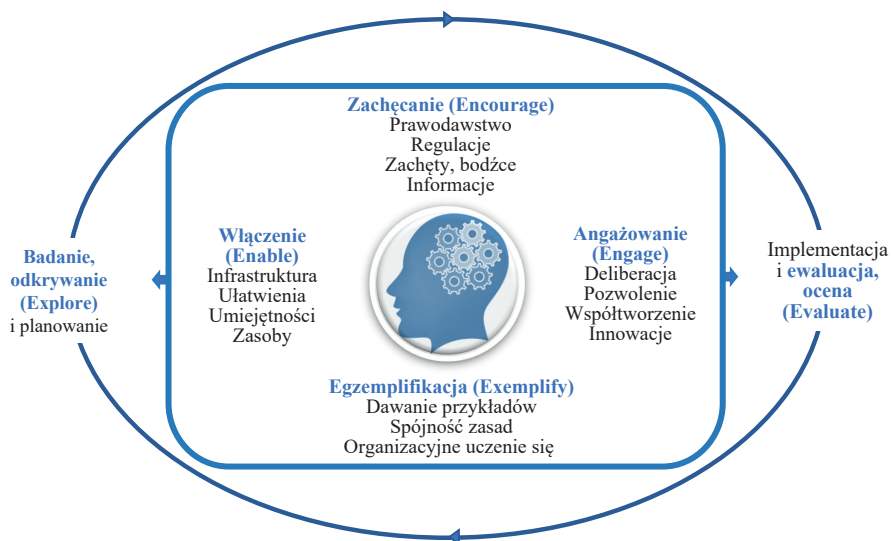 Zachęcanie (Encourage)
Prawodawstwo
Regulacje
Zachęty, bodźce
Informacje
Badanie,
odkrywanie
(Explore)
i planowanie
Włączenie
(Enable)
Infrastruktura
Ułatwienia
Umiejętności
Zasoby
Angażowanie
(Engage)
Deliberacja
Pozwolenie
Współtworzenie
Innowacje
Implementacja
i ewaluacja,
ocena
(Evaluate)
Egzemplifikacja (Exemplify)
Dawanie przykładów
Spójność zasad
Organizacyjne uczenie się